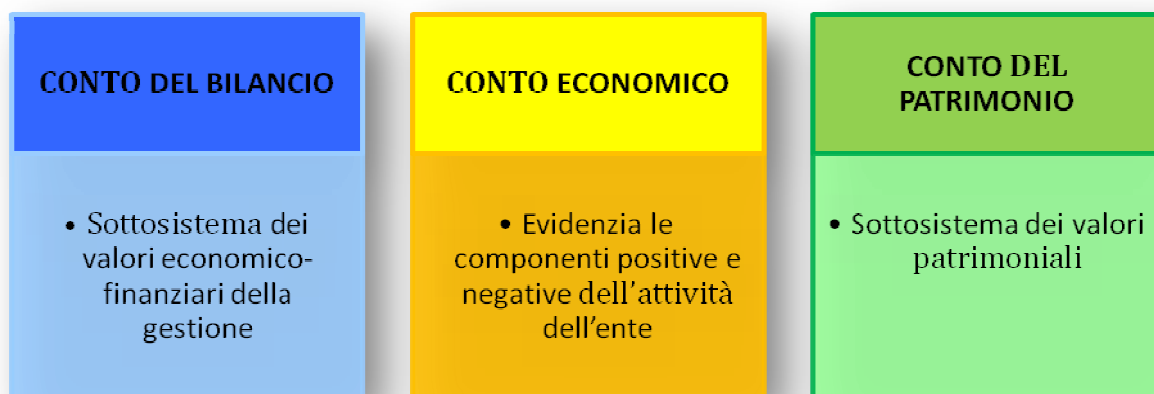 CONTO DEL BILANCIO
• Sottosistema dei
valori economico-
finanziari della
gestione
CONTO ECONOMICO
• Evidenzia le
componenti positive e
negative dell'attività
dell'ente
CONTO DEL
PATRIMONIO
• Sottosistema dei valori
patrimoniali